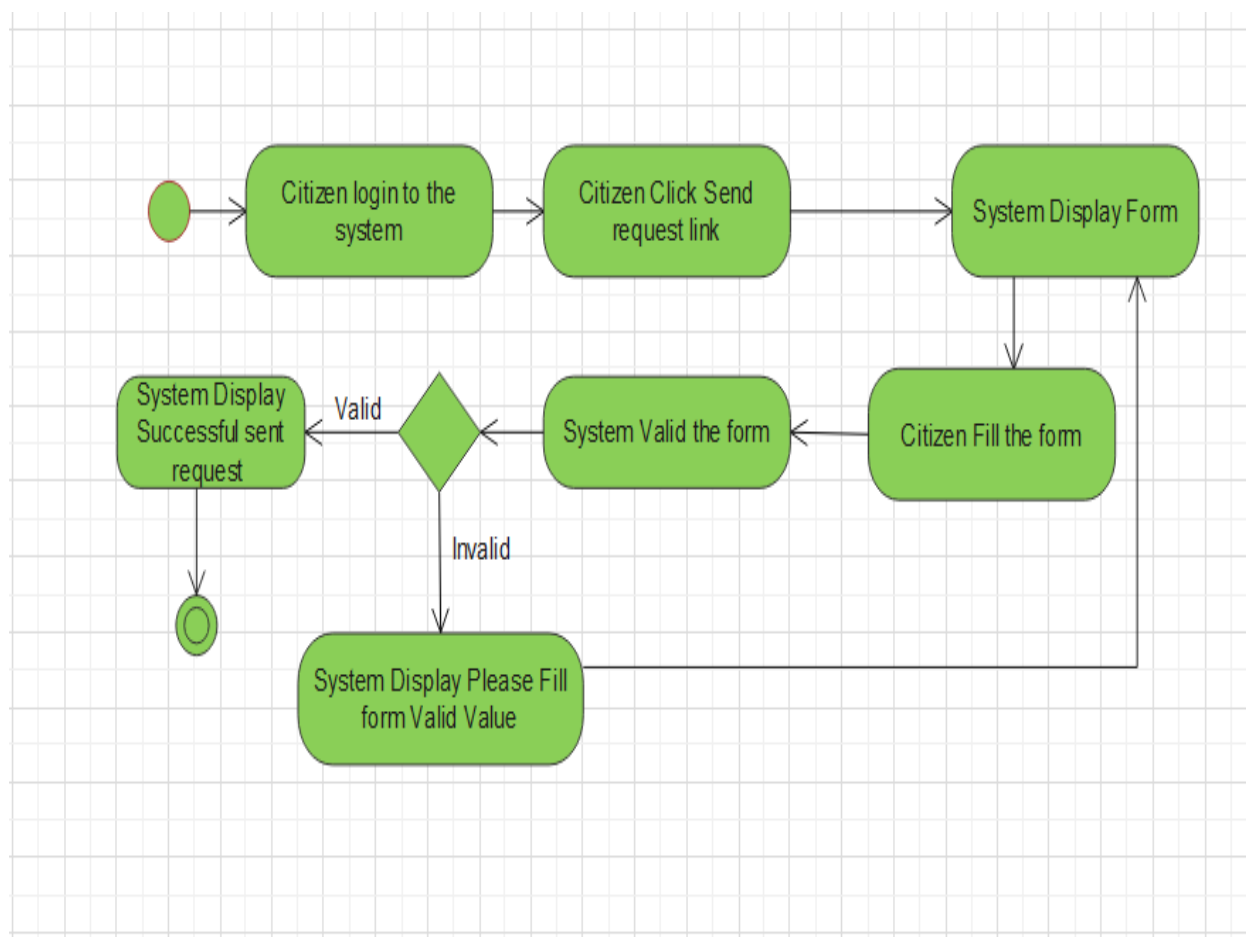 Citizen login to the
system
Citizen Click Send
request link
System Display Form
System Display
Successful sent
request
Valid
System Valid the form
Citizen Fill the form
Invalid
System Display Please Fill
form Valid Value